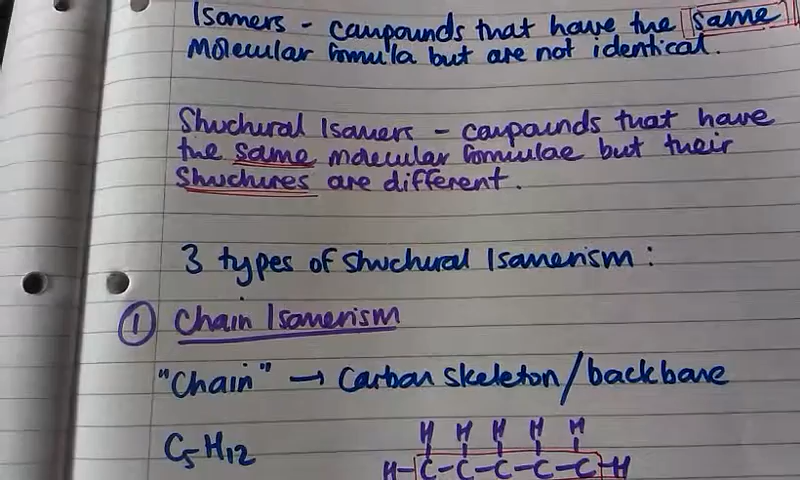 Isomers - compounds that have the same
molecular formula but are not identical.
Structural Isomers - compounds that have
the same molecular formulae but their
structures are different.
3 types of structural Isomerism:
① Chain Isomerism
"Chain" → Carbon skeleton/backbone
C₅H₁₂
H H H H H
H-C-C-C-C-C-H